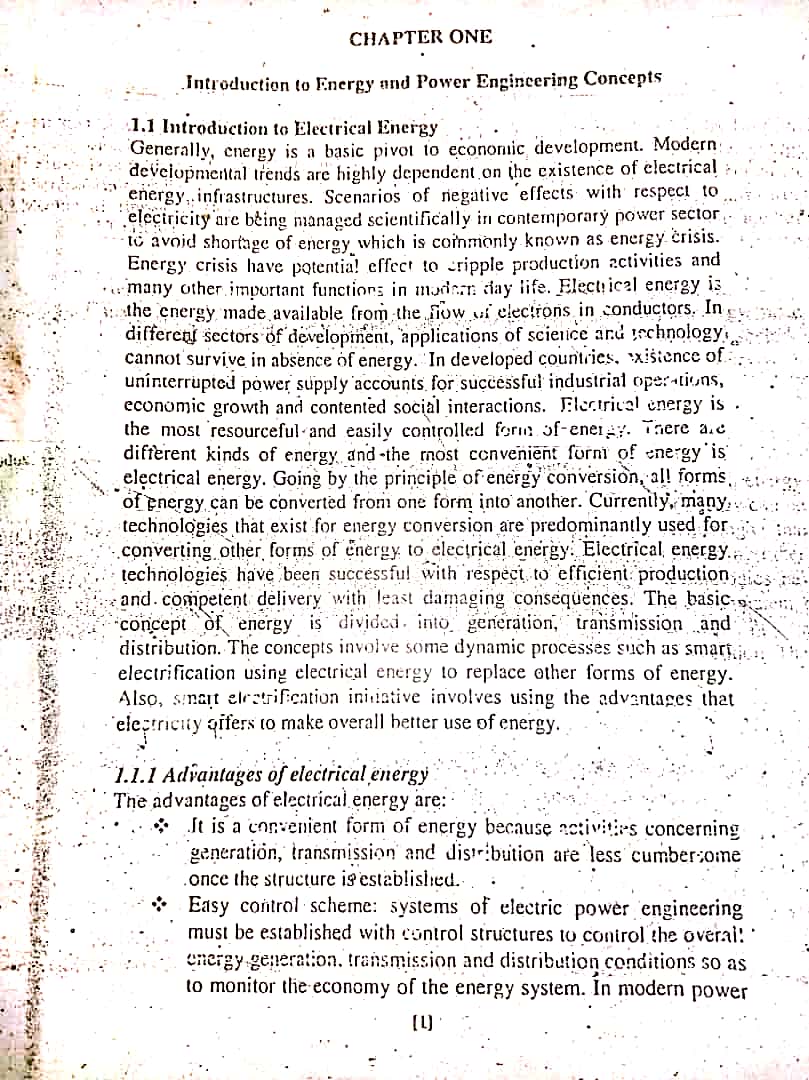 CHAPTER ONE
Introduction to Energy and Power Engineering Concepts
1.1 Introduction to Electrical Energy
Generally, energy is a basic pivot to economic development. Modern
developmental trends are highly dependent on the existence of electrical
energy infrastructures. Scenarios of negative effects with respect to
electricity are being managed scientifically in contemporary power sector
to avoid shortage of energy which is commonly known as energy crisis.
Energy crisis have potential effect to cripple production activities and
many other important functions in modern day life. Electrical energy is
the energy made available from the flow of electrons in conductors. In
different sectors of development, applications of science and technology
cannot survive in absence of energy. In developed countries, existence of
uninterrupted power supply accounts for successful industrial operations,
economic growth and contented social interactions. Electrical energy is
the most resourceful and easily controlled form of energy. There are
different kinds of energy and the most convenient form of energy is
electrical energy. Going by the principle of energy conversion, all forms
of energy can be converted from one form into another. Currently, many
technologies that exist for energy conversion are predominantly used for
converting other forms of energy to electrical energy. Electrical energy
technologies have been successful with respect to efficient production
and competent delivery with least damaging consequences. The basic
concept of energy is divided into generation, transmission and
distribution. The concepts involve some dynamic processes such as smart
electrification using electrical energy to replace other forms of energy.
Also, smart electrification initiative involves using the advantages that
electricity offers to make overall better use of energy.
1.1.1 Advantages of electrical energy
The advantages of electrical energy are:
❖ It is a convenient form of energy because activities concerning
generation, transmission and distribution are less cumbersome
once the structure is established.
❖ Easy control scheme: systems of electric power engineering
must be established with control structures to control the overall
energy generation, transmission and distribution conditions so as
to monitor the economy of the energy system. In modern power
[1]